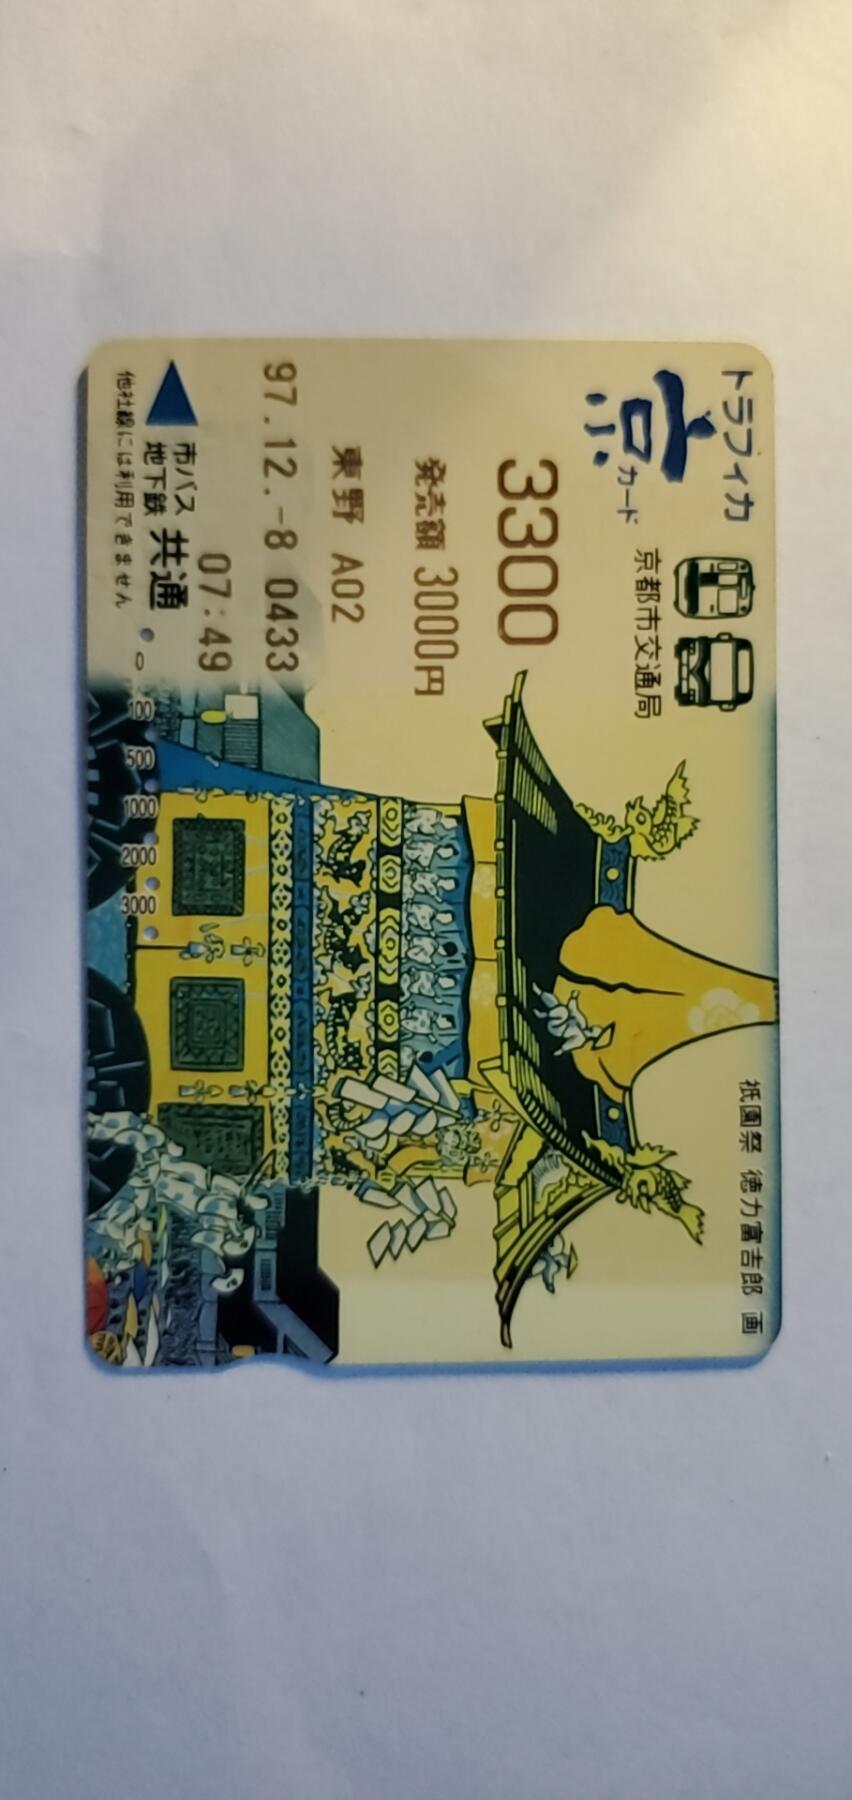 トラフィカ
京カード
京都市交通局
祇園祭 徳力富吉郎 画
3300
発売額 3000円
東野 A02
97.12.-8 0433
07:49
市バス
地下鉄 共通
他社線には利用できません
0 100 500 1000 2000 3000